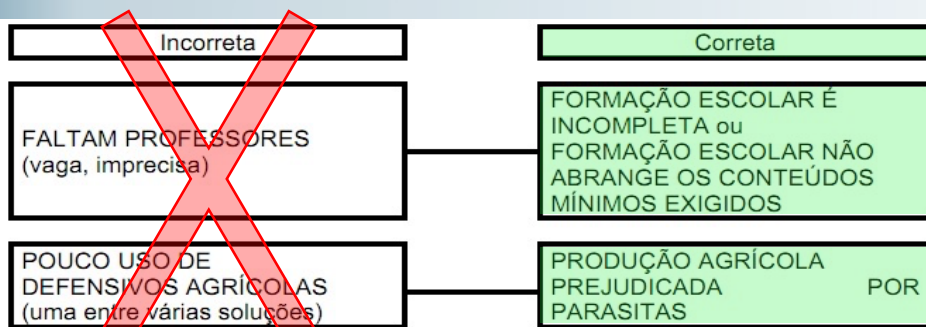 Incorreta
Correta
FALTAM PROFESSORES
(vaga, imprecisa)
FORMAÇÃO ESCOLAR É
INCOMPLETA ou
FORMAÇÃO ESCOLAR NÃO
ABRANGE OS CONTEÚDOS
MÍNIMOS EXIGIDOS
POUCO USO DE
DEFENSIVOS AGRÍCOLAS
(uma entre várias soluções)
PRODUÇÃO AGRÍCOLA
PREJUDICADA POR
PARASITAS